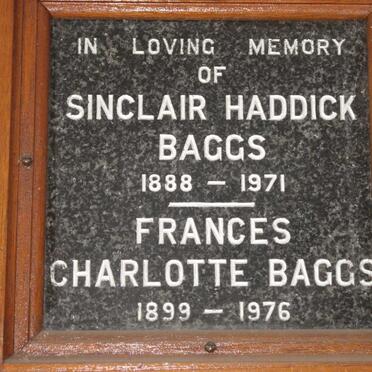 IN LOVING MEMORY
OF
SINCLAIR HADDICK
BAGGS
1888 – 1971
FRANCES
CHARLOTTE BAGGS
1899 – 1976